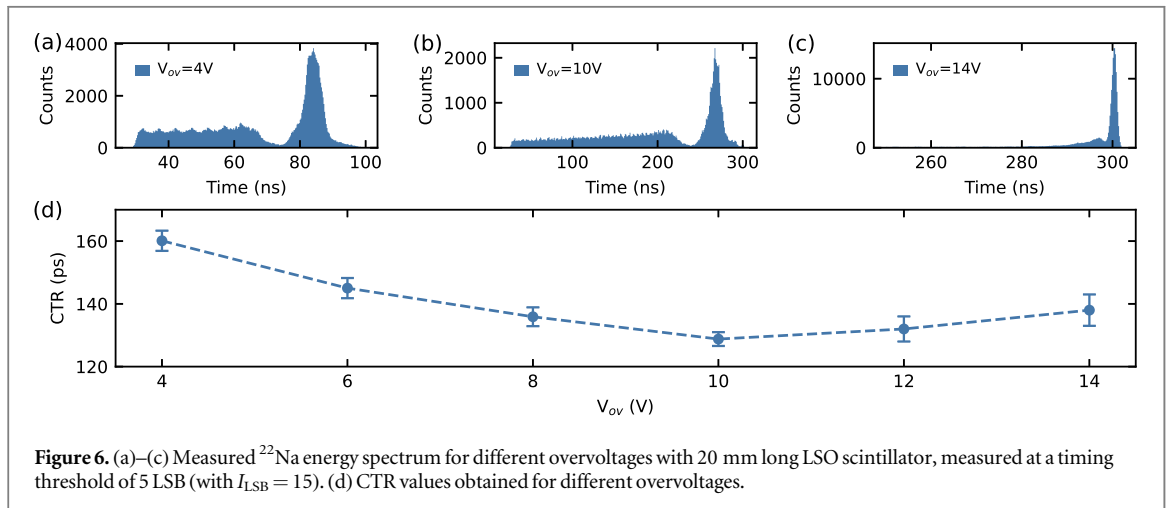 (a) (b) (c)
4000
2000
0
Counts
V_ov=4V
40 60 80 100
Time (ns)
2000
1000
0
Counts
V_ov=10V
100 200 300
Time (ns)
10000
0
Counts
V_ov=14V
260 280 300
Time (ns)
(d)
160
140
120
CTR (ps)
4 6 8 10 12 14
V_ov (V)
Figure 6. (a)–(c) Measured ²²Na energy spectrum for different overvoltages with 20 mm long LSO scintillator, measured at a timing
threshold of 5 LSB (with I_LSB = 15). (d) CTR values obtained for different overvoltages.